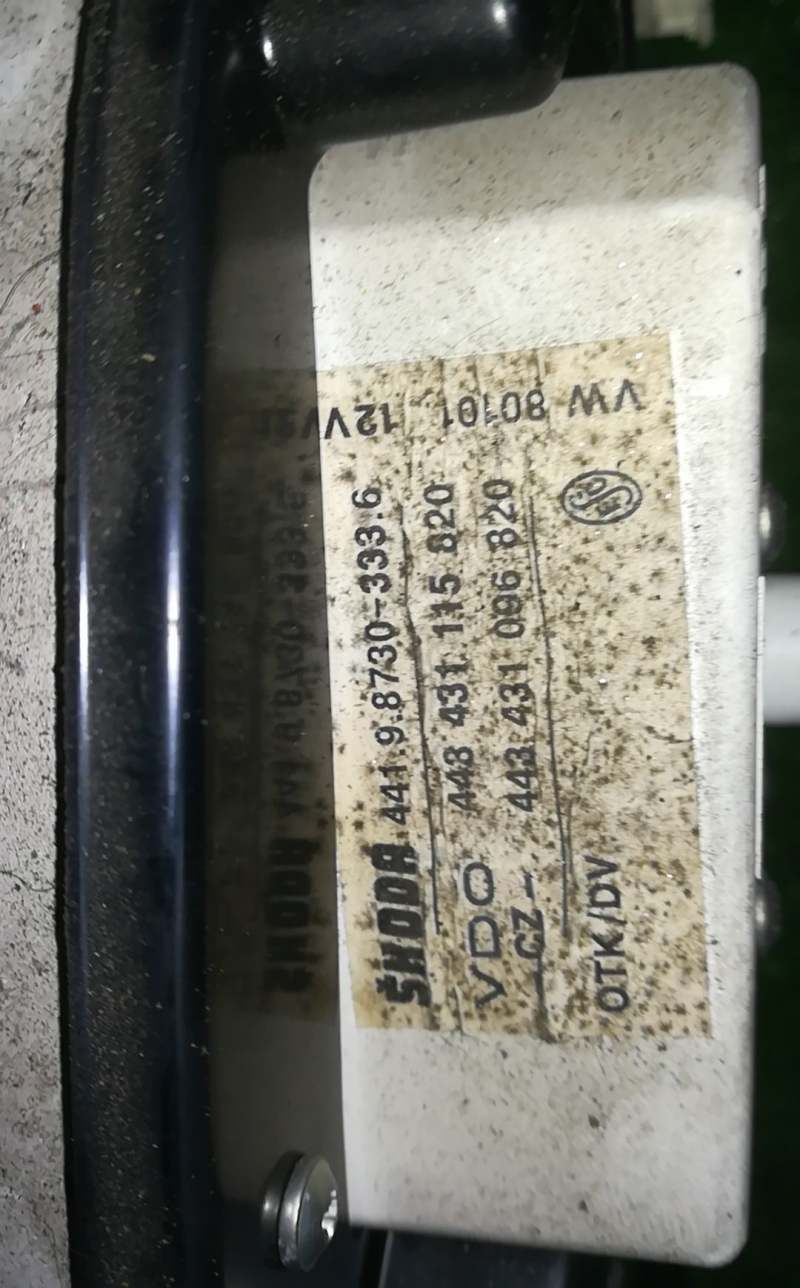 ŠKODA 441.9.8730-333.6
VDO 443 431 115 820
CZ- 443 431 096 820
OTK/DV
12V
80101
VW